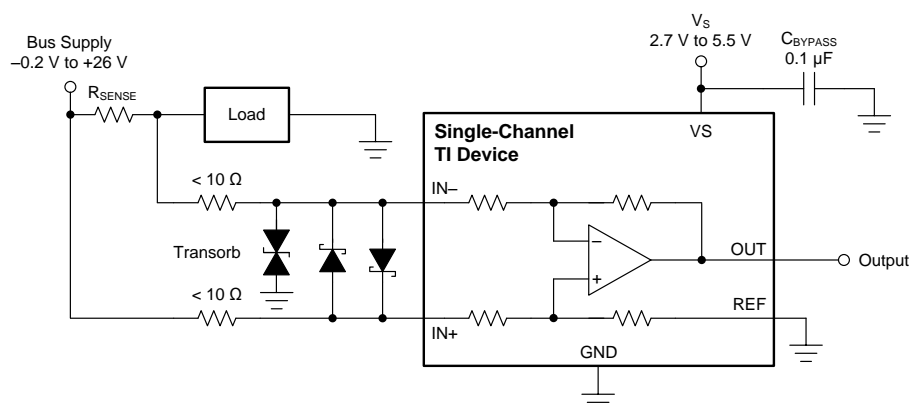 Bus Supply
–0.2 V to +26 V
RSENSE
Load
VS
2.7 V to 5.5 V
CBYPASS
0.1 µF
VS
Single-Channel
TI Device
< 10 Ω
IN–
Transorb
–
+
OUT
Output
< 10 Ω
IN+
REF
GND